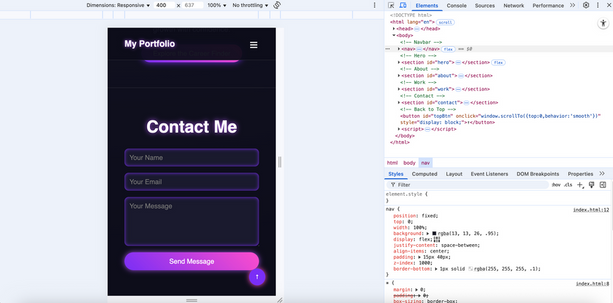 Dimensions: Responsive
400
×
637
100%
No throttling
Elements
Console
Sources
Network
Performance
<!DOCTYPE html>
<html lang="en"> scroll
<head> </head>
<body>
<!-- Navbar -->
<nav> </nav> flex == $0
<!-- Hero -->
<section id="hero"> </section> flex
<!-- About -->
<section id="about"> </section>
<!-- Work -->
<section id="work"> </section>
<!-- Contact -->
<section id="contact"> </section>
<!-- Back to Top -->
<button id="topBtn" onclick="window.scrollTo({top:0,behavior:'smooth'})"
style="display: block;">↑</button>
<script> </script>
</body>
</html>
My Portfolio
Contact Me
Your Name
Your Email
Your Message
Send Message
↑
html body nav
Styles
Computed
Layout
Event Listeners
DOM Breakpoints
Properties
Filter
:hov .cls
element.style {
}
nav {
index.html:12
position: fixed;
top: 0;
width: 100%;
background: rgba(13, 13, 26, .95);
display: flex;
justify-content: space-between;
align-items: center;
padding: 15px 40px;
z-index: 1000;
border-bottom: 1px solid rgba(255, 255, 255, .1);
}
* {
index.html:8
margin: 0;
padding: 0;
box-sizing: border-box;